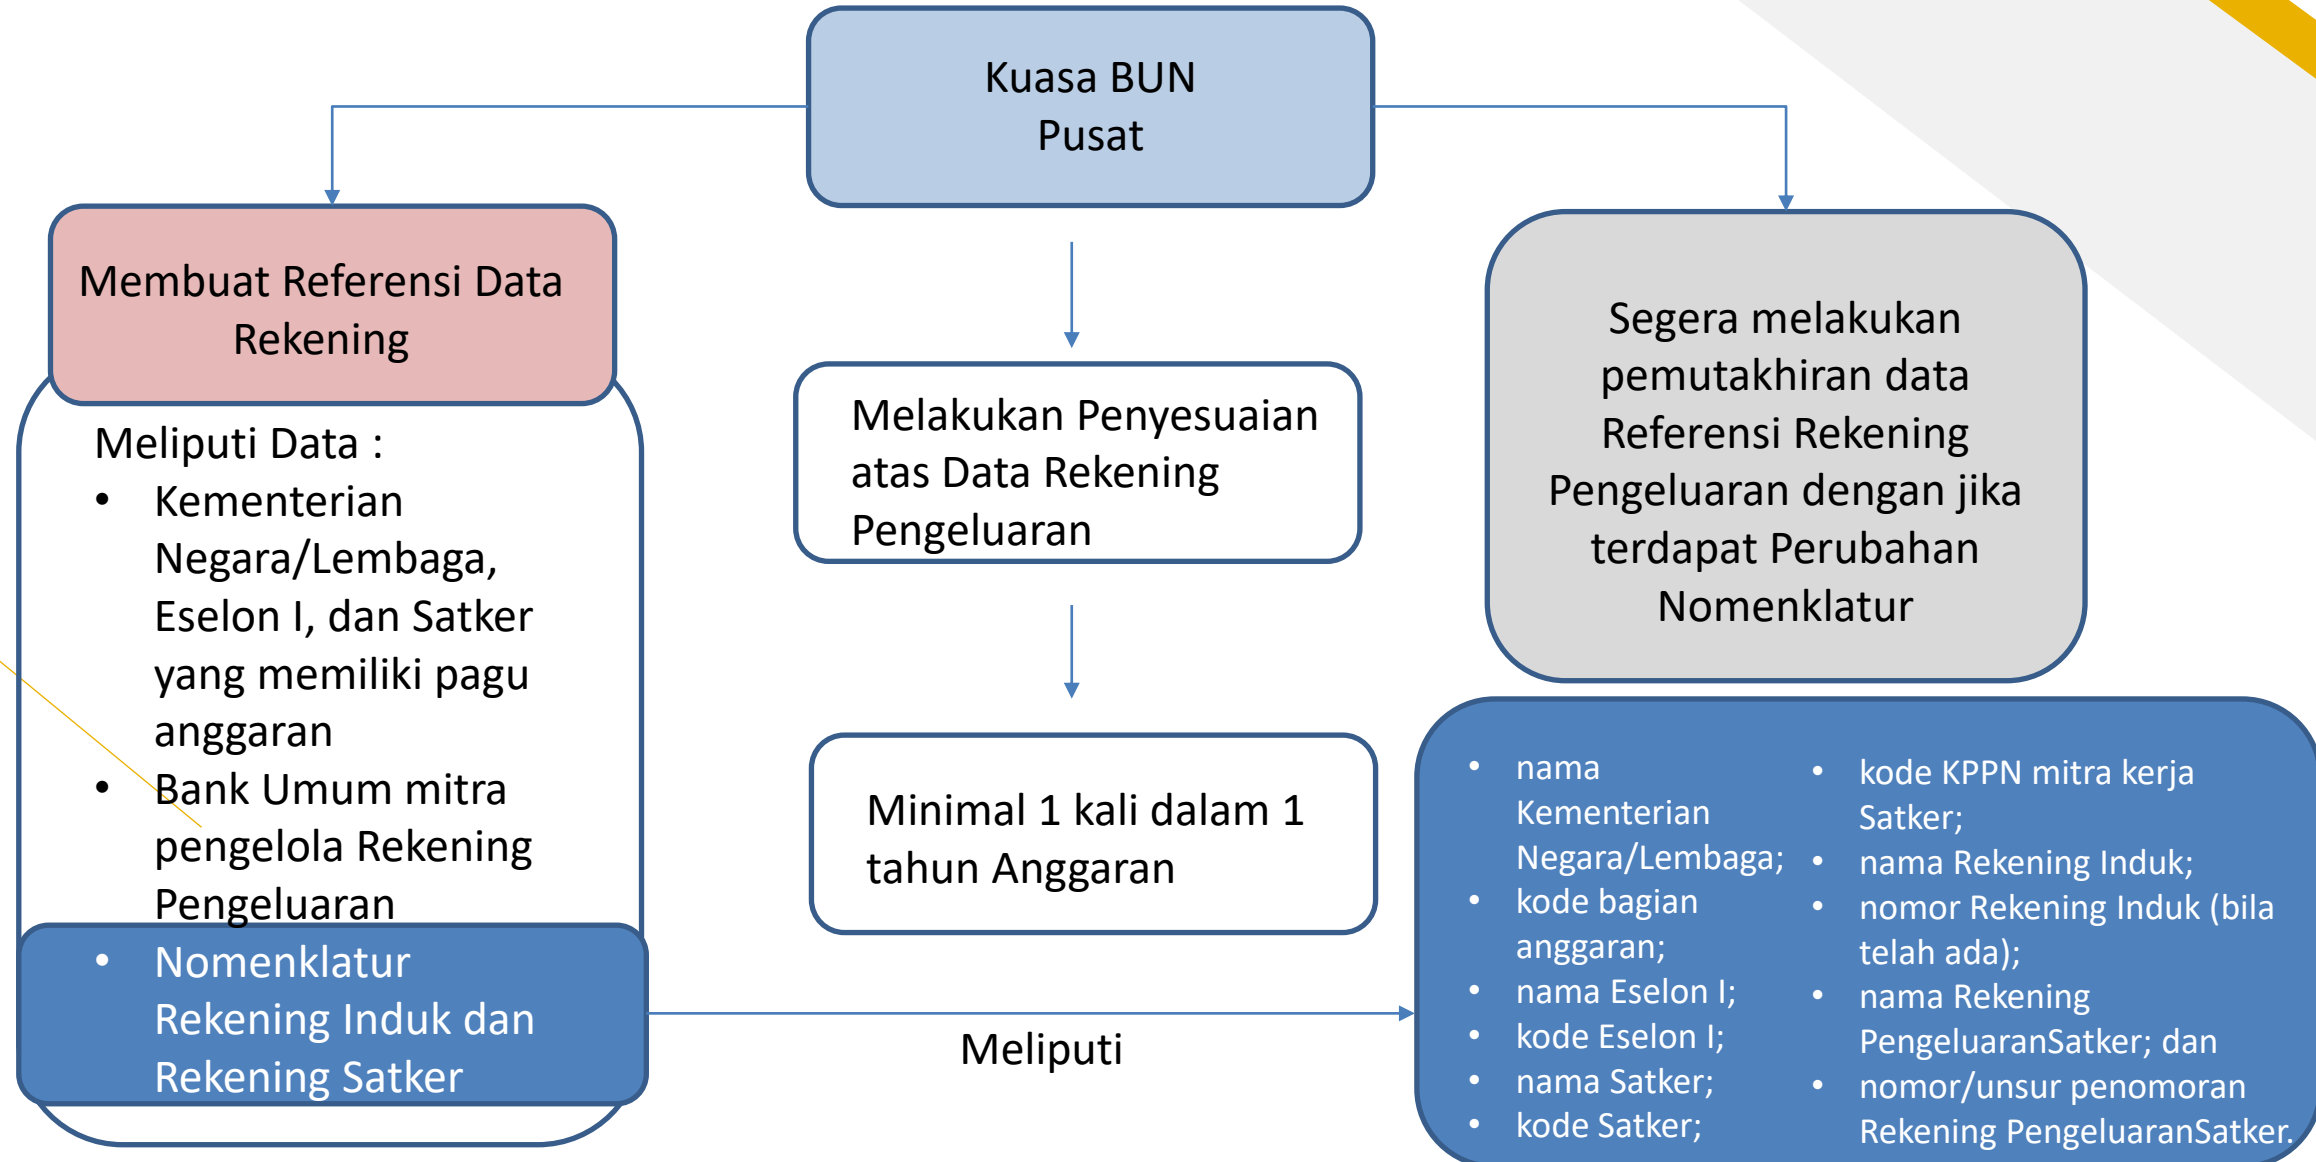 Kuasa BUN
Pusat
Membuat Referensi Data
Rekening
Meliputi Data :
• Kementerian
Negara/Lembaga,
Eselon I, dan Satker
yang memiliki pagu
anggaran
• Bank Umum mitra
pengelola Rekening
Pengeluaran
• Nomenklatur
Rekening Induk dan
Rekening Satker
Melakukan Penyesuaian
atas Data Rekening
Pengeluaran
Minimal 1 kali dalam 1
tahun Anggaran
Meliputi
Segera melakukan
pemutakhiran data
Referensi Rekening
Pengeluaran dengan jika
terdapat Perubahan
Nomenklatur
• nama
Kementerian
Negara/Lembaga;
• kode bagian
anggaran;
• nama Eselon I;
• kode Eselon I;
• nama Satker;
• kode Satker;
• kode KPPN mitra kerja
Satker;
• nama Rekening Induk;
• nomor Rekening Induk (bila
telah ada);
• nama Rekening
PengeluaranSatker; dan
• nomor/unsur penomoran
Rekening PengeluaranSatker.